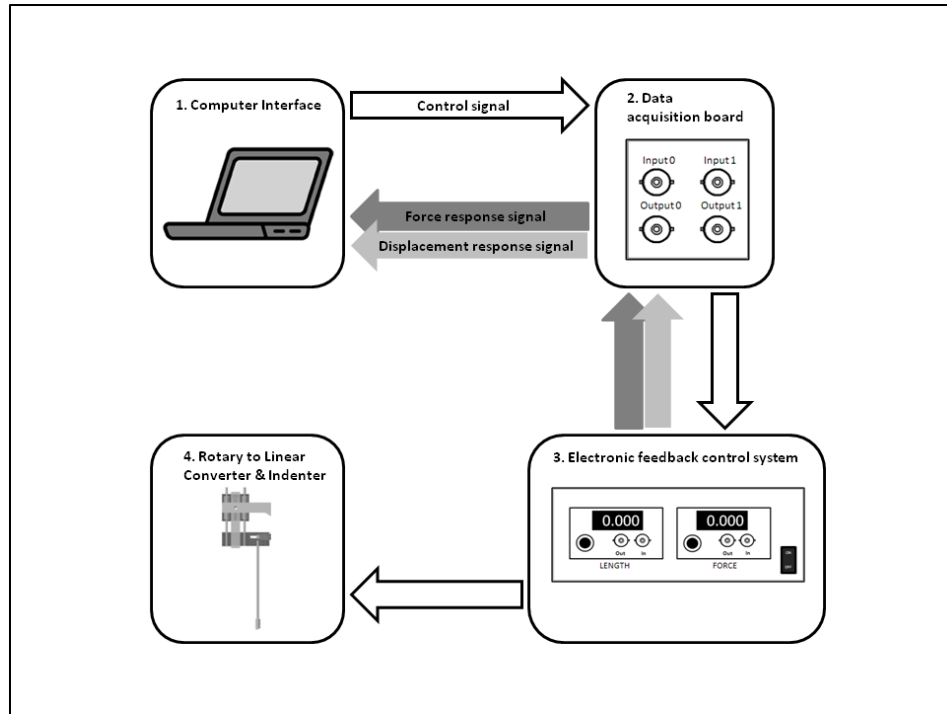 1. Computer Interface
Control signal
2. Data
acquisition board
Input 0
Input 1
Output 0
Output 1
Force response signal
Displacement response signal
3. Electronic feedback control system
0.000
0.000
Out
In
Out
In
LENGTH
FORCE
ON
OFF
4. Rotary to Linear
Converter & Indenter